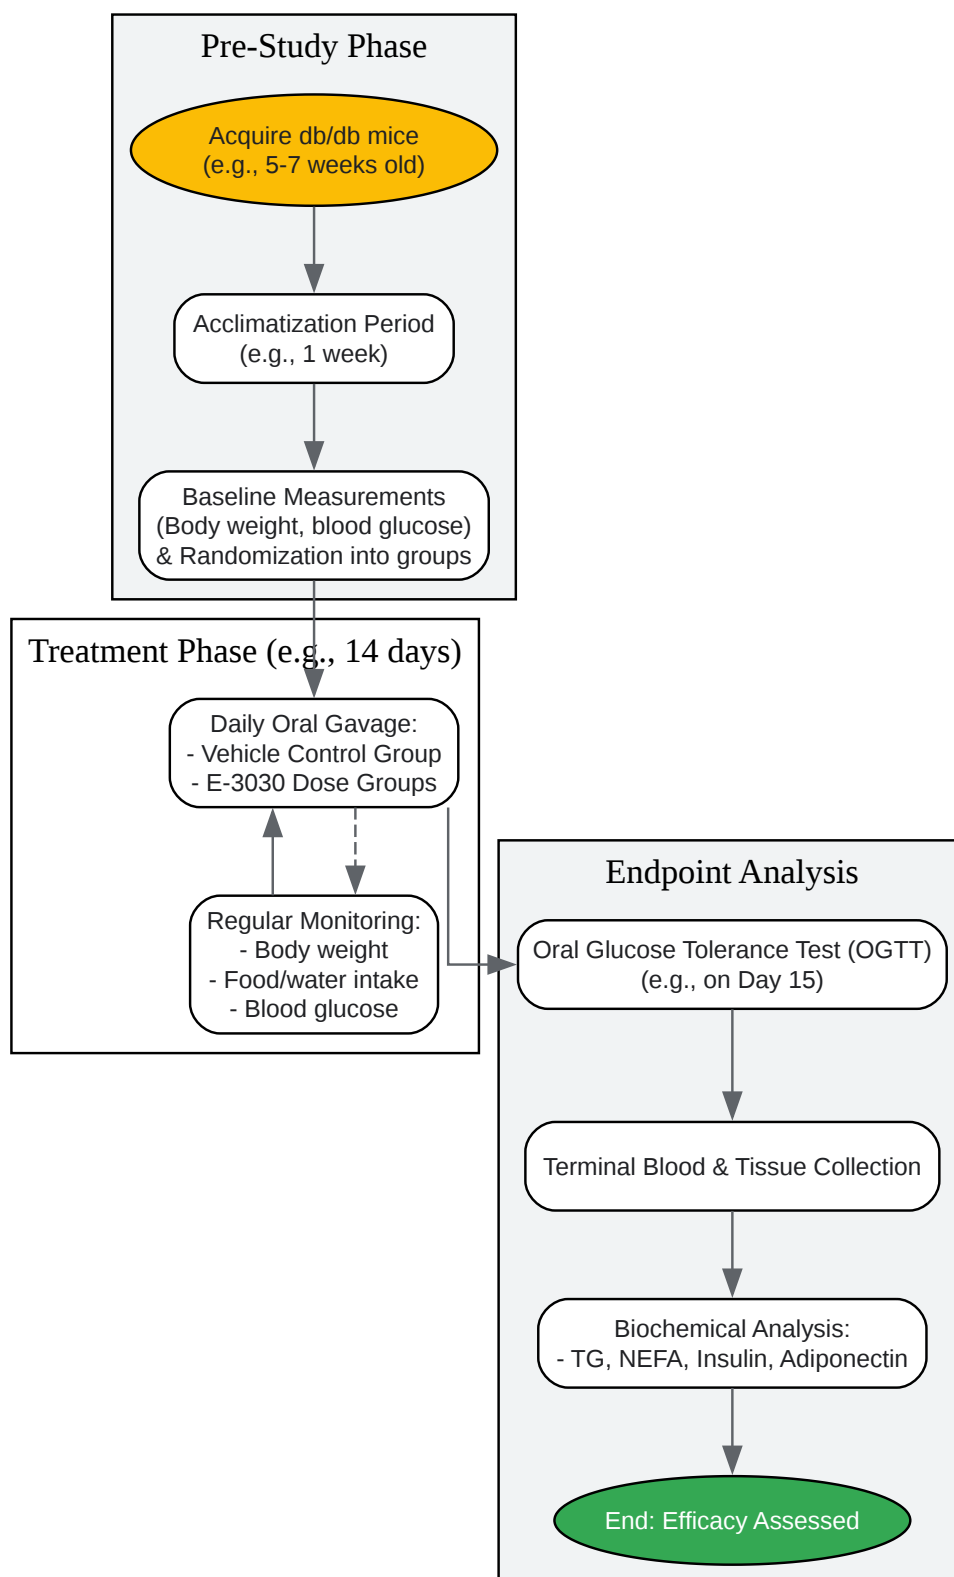 Pre-Study Phase
Acquire db/db mice
(e.g., 5-7 weeks old)
Acclimatization Period
(e.g., 1 week)
Baseline Measurements
(Body weight, blood glucose)
& Randomization into groups
Treatment Phase (e.g., 14 days)
Daily Oral Gavage:
- Vehicle Control Group
- E-3030 Dose Groups
Regular Monitoring:
- Body weight
- Food/water intake
- Blood glucose
Endpoint Analysis
Oral Glucose Tolerance Test (OGTT)
(e.g., on Day 15)
Terminal Blood & Tissue Collection
Biochemical Analysis:
- TG, NEFA, Insulin, Adiponectin
End: Efficacy Assessed